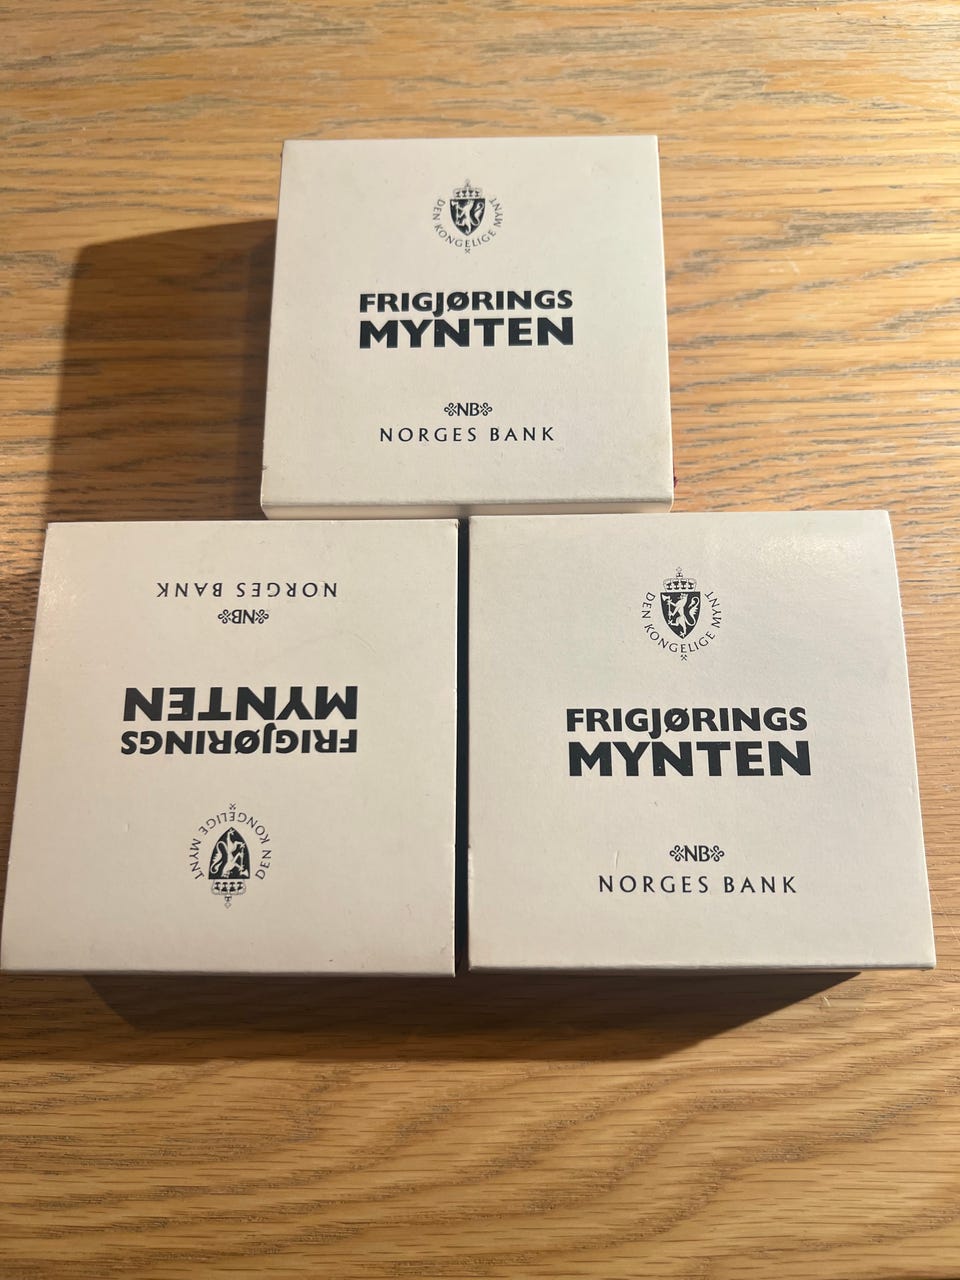 DEN KONGELIGE MYNT
FRIGJØRINGS
MYNTEN
NB
NORGES BANK
NORGES BANK
NB
FRIGJØRINGS
MYNTEN
DEN KONGELIGE MYNT
DEN KONGELIGE MYNT
FRIGJØRINGS
MYNTEN
NB
NORGES BANK